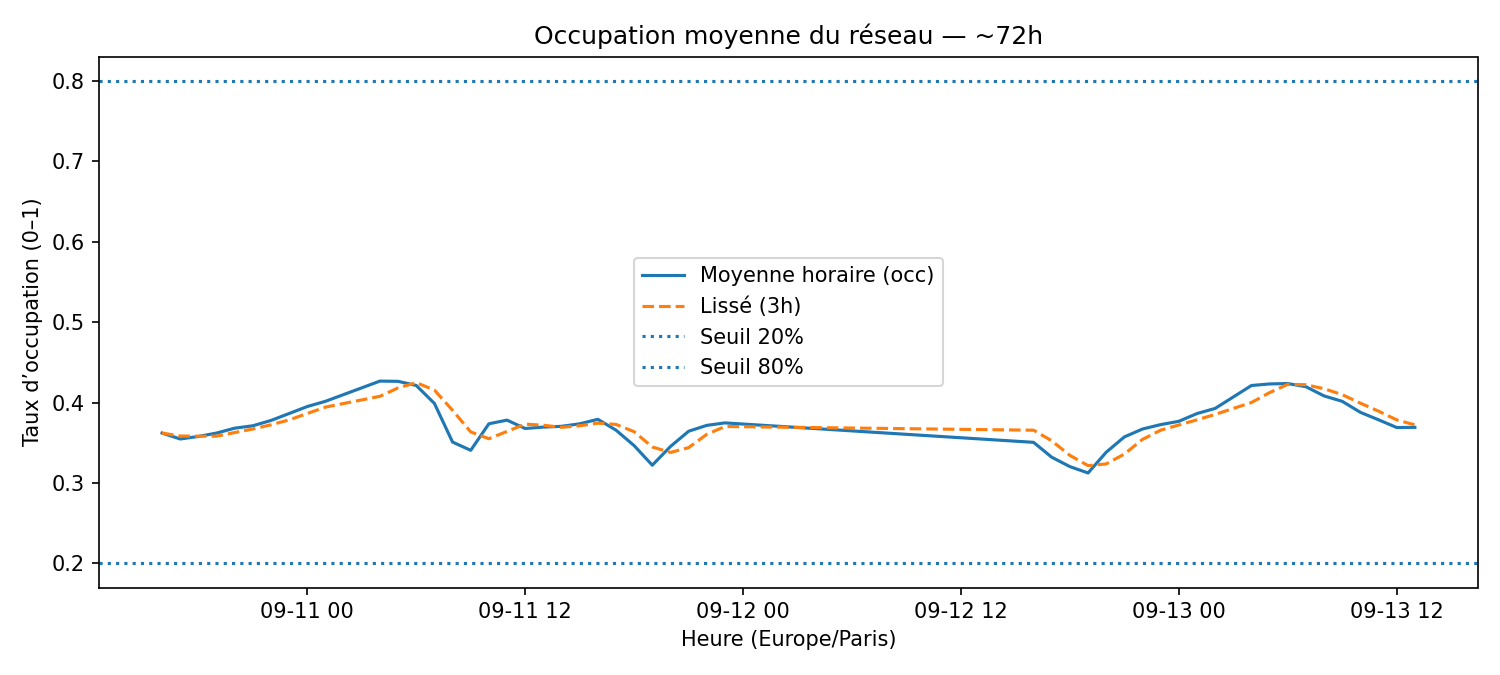 Occupation moyenne du réseau — ~72h
Taux d’occupation (0–1)
0.8
0.7
0.6
0.5
0.4
0.3
0.2
Moyenne horaire (occ)
Lissé (3h)
Seuil 20%
Seuil 80%
09-11 00
09-11 12
09-12 00
09-12 12
09-13 00
09-13 12
Heure (Europe/Paris)